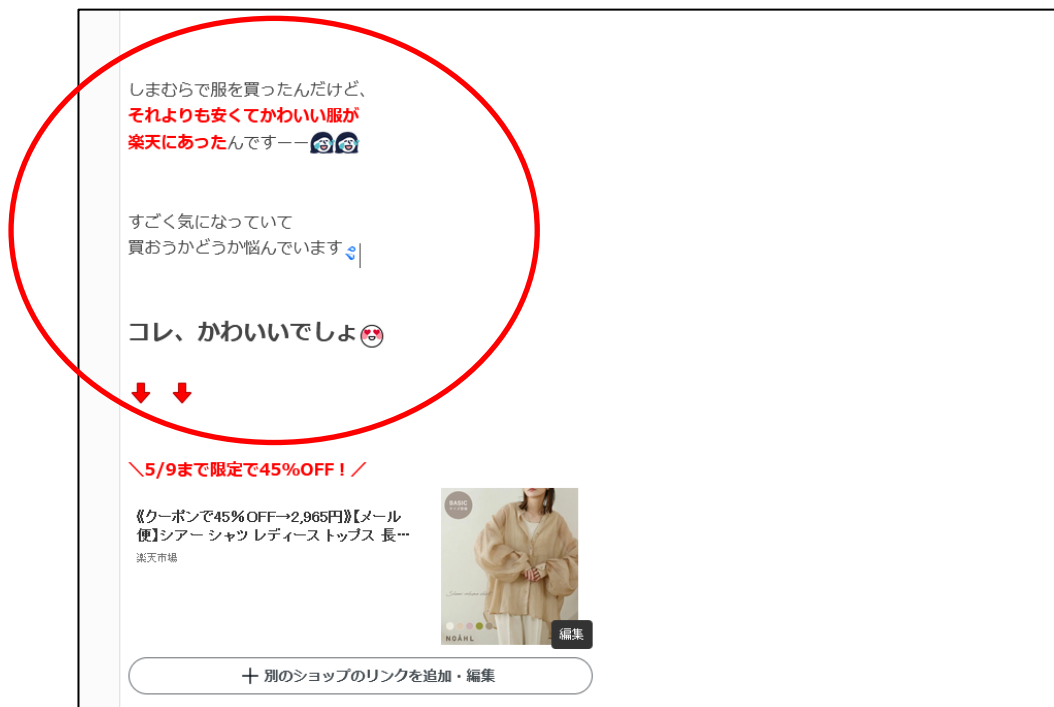 しまむらで服を買ったんだけど、
それよりも安くてかわいい服が
楽天にあったんですーー
すごく気になっていて
買おうかどうか悩んでいます
コレ、かわいいでしょ
＼5/9まで限定で45%OFF！／
《クーポンで45％OFF→2,965円》【メール
便】シアー シャツ レディース トップス 長…
楽天市場
BASIC
NOÀHL
編集
＋ 別のショップのリンクを追加・編集